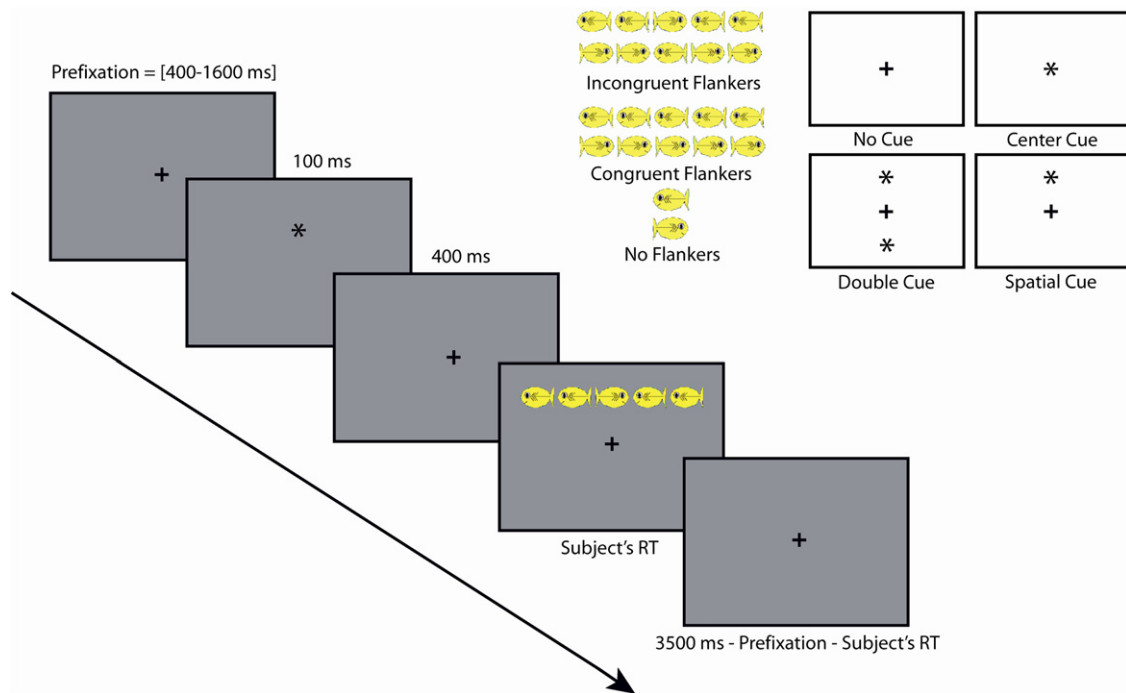 Prefixation = [400-1600 ms]
100 ms
400 ms
Subject's RT
3500 ms - Prefixation - Subject's RT
Incongruent Flankers
Congruent Flankers
No Flankers
No Cue
Center Cue
Double Cue
Spatial Cue